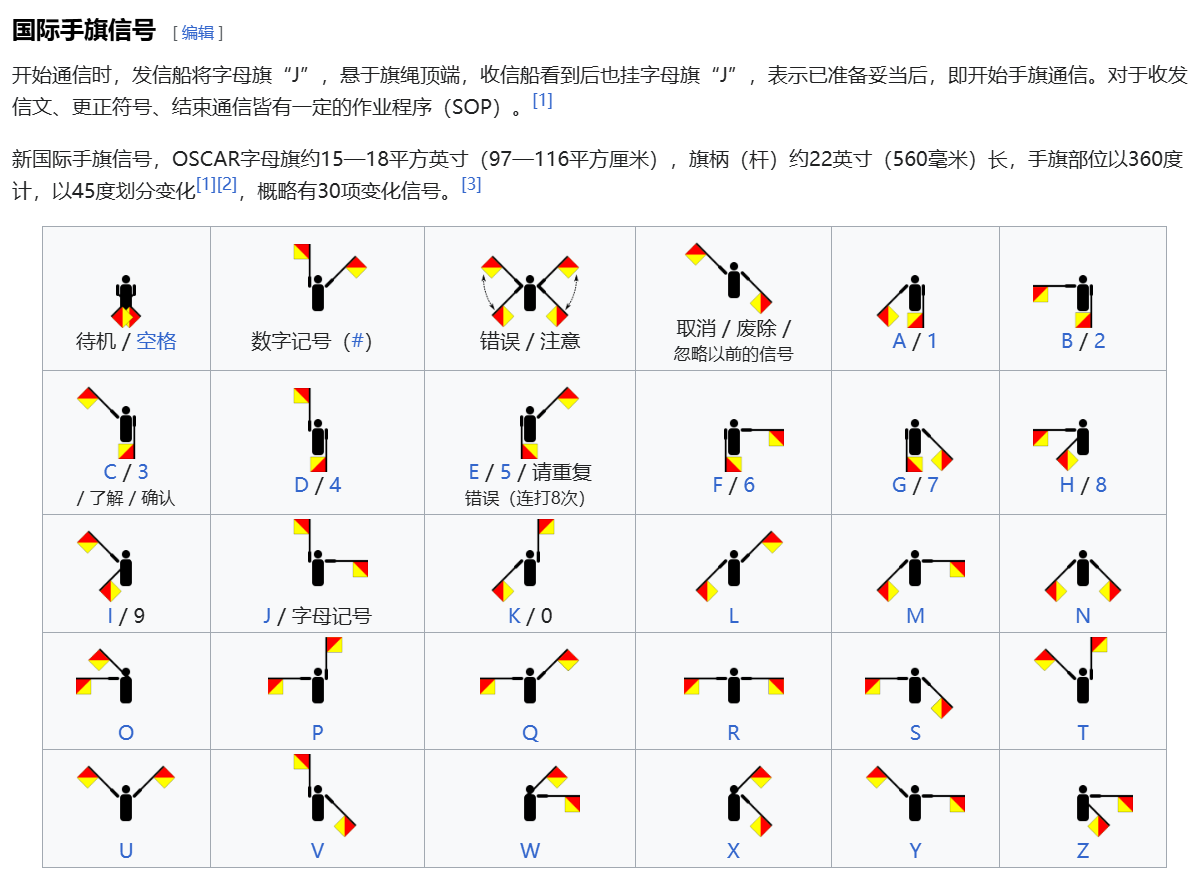 国际手旗信号 [编辑]
开始通信时，发信船将字母旗“J”，悬于旗绳顶端，收信船看到后也挂字母旗“J”，表示已准备妥当后，即开始手旗通信。对于收发
信文、更正符号、结束通信皆有一定的作业程序（SOP）。[1]
新国际手旗信号，OSCAR字母旗约15—18平方英寸（97—116平方厘米），旗柄（杆）约22英寸（560毫米）长，手旗部位以360度
计，以45度划分变化[1][2]，概略有30项变化信号。[3]
待机 / 空格
数字记号（#）
错误 / 注意
取消 / 废除 /
忽略以前的信号
A / 1
B / 2
C / 3
/ 了解 / 确认
D / 4
E / 5 / 请重复
错误（连打8次）
F / 6
G / 7
H / 8
I / 9
J / 字母记号
K / 0
L
M
N
O
P
Q
R
S
T
U
V
W
X
Y
Z